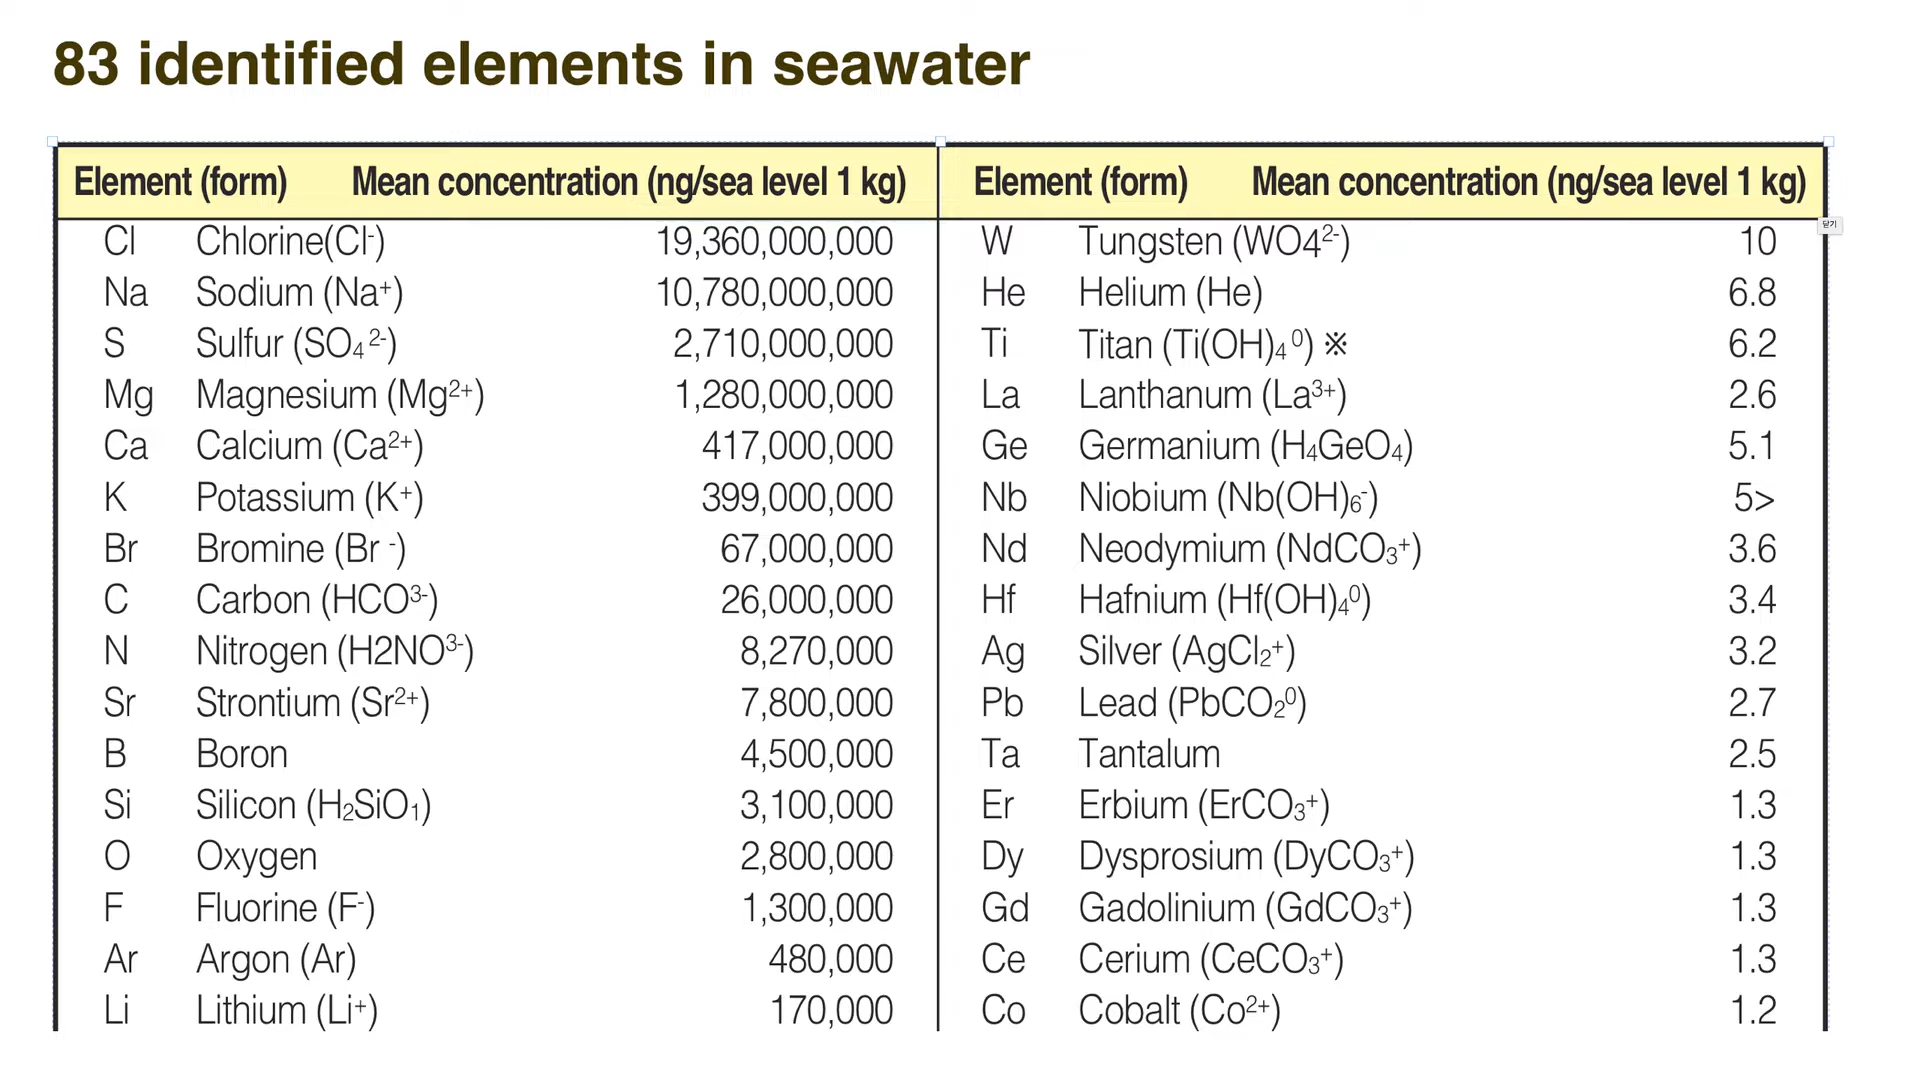 83 identified elements in seawater
Element (form) Mean concentration (ng/sea level 1 kg) Element (form) Mean concentration (ng/sea level 1 kg)
닫기
Cl Chlorine(Cl⁻) 19,360,000,000 W Tungsten (WO4²⁻) 10
Na Sodium (Na⁺) 10,780,000,000 He Helium (He) 6.8
S Sulfur (SO₄²⁻) 2,710,000,000 Ti Titan (Ti(OH)₄⁰) ※ 6.2
Mg Magnesium (Mg²⁺) 1,280,000,000 La Lanthanum (La³⁺) 2.6
Ca Calcium (Ca²⁺) 417,000,000 Ge Germanium (H₄GeO₄) 5.1
K Potassium (K⁺) 399,000,000 Nb Niobium (Nb(OH)₆⁻) 5>
Br Bromine (Br ⁻) 67,000,000 Nd Neodymium (NdCO₃⁺) 3.6
C Carbon (HCO³⁻) 26,000,000 Hf Hafnium (Hf(OH)₄⁰) 3.4
N Nitrogen (H2NO³⁻) 8,270,000 Ag Silver (AgCl₂⁺) 3.2
Sr Strontium (Sr²⁺) 7,800,000 Pb Lead (PbCO₂⁰) 2.7
B Boron 4,500,000 Ta Tantalum 2.5
Si Silicon (H₂SiO₁) 3,100,000 Er Erbium (ErCO₃⁺) 1.3
O Oxygen 2,800,000 Dy Dysprosium (DyCO₃⁺) 1.3
F Fluorine (F⁻) 1,300,000 Gd Gadolinium (GdCO₃⁺) 1.3
Ar Argon (Ar) 480,000 Ce Cerium (CeCO₃⁺) 1.3
Li Lithium (Li⁺) 170,000 Co Cobalt (Co²⁺) 1.2